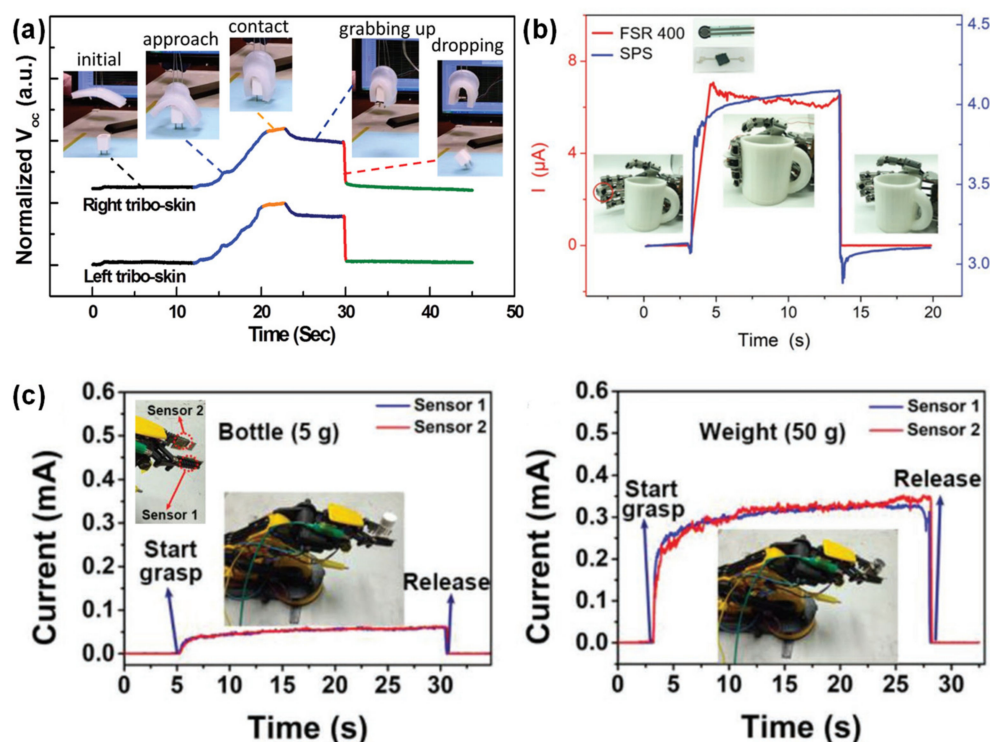 (a)
Normalized Voc (a.u.)
initial
approach
contact
grabbing up
dropping
Right tribo-skin
Left tribo-skin
0 10 20 30 40 50
Time (Sec)
(b)
FSR 400
SPS
I (μA)
8
6
4
2
0
4.5
4.0
3.5
3.0
0 5 10 15 20
Time (s)
(c)
Current (mA)
0.6
0.5
0.4
0.3
0.2
0.1
0.0
Sensor 2
Sensor 1
Bottle (5 g)
Sensor 1
Sensor 2
Start
grasp
Release
0 5 10 15 20 25 30
Time (s)
Current (mA)
0.6
0.5
0.4
0.3
0.2
0.1
0.0
Weight (50 g)
Sensor 1
Sensor 2
Start
grasp
Release
0 5 10 15 20 25 30
Time (s)